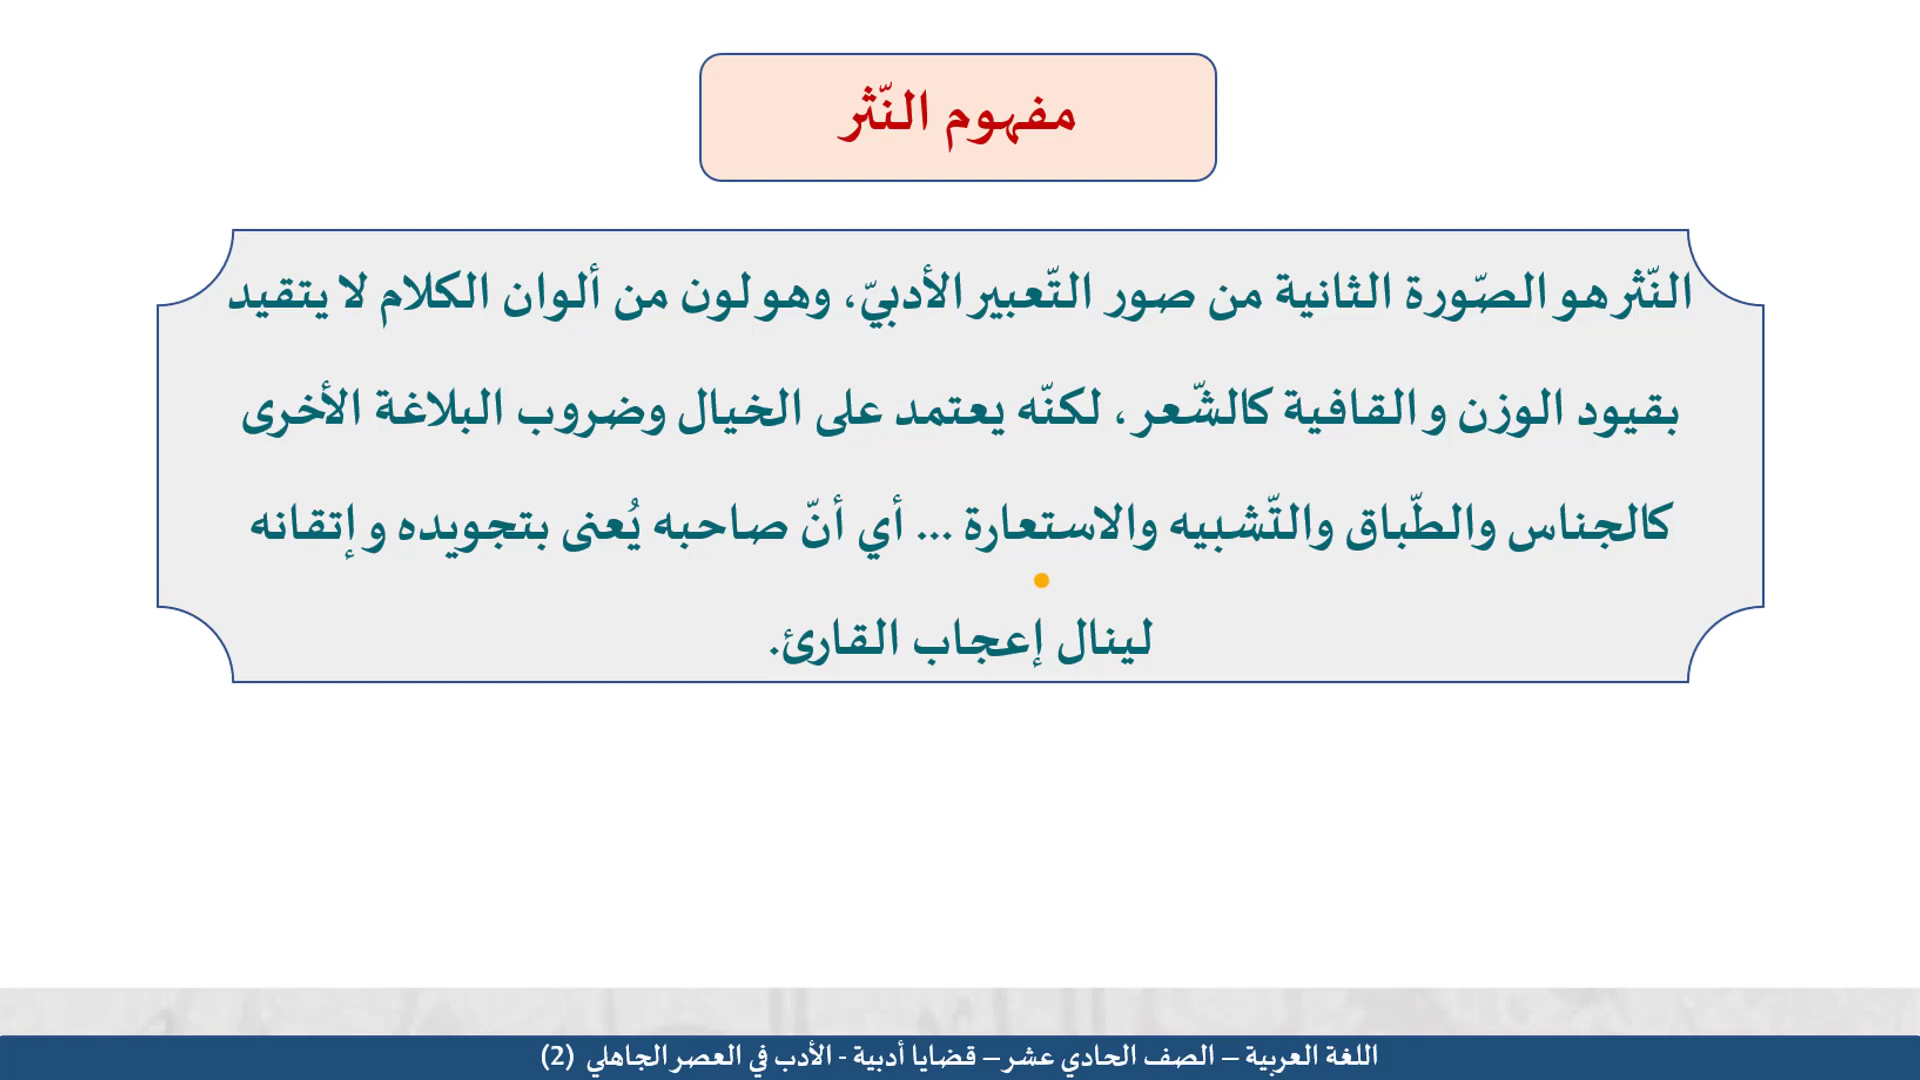 مفهوم النّثر
النّثر هو الصّورة الثانية من صور التّعبير الأدبيّ، وهو لون من ألوان الكلام لا يتقيد
بقيود الوزن والقافية كالشّعر، لكنّه يعتمد على الخيال وضروب البلاغة الأخرى
كالجناس والطّباق والتّشبيه والاستعارة ... أي أنّ صاحبه يُعنى بتجويده وإتقانه
لينال إعجاب القارئ.
اللغة العربية – الصف الحادي عشر – قضايا أدبية - الأدب في العصر الجاهلي (2)